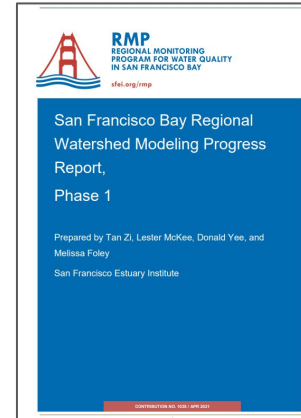 RMP
REGIONAL MONITORING
PROGRAM FOR WATER QUALITY
IN SAN FRANCISCO BAY
sfei.org/rmp
San Francisco Bay Regional
Watershed Modeling Progress
Report,
Phase 1
Prepared by Tan Zi, Lester McKee, Donald Yee, and
Melissa Foley
San Francisco Estuary Institute
CONTRIBUTION NO. 1038 / APR 2021